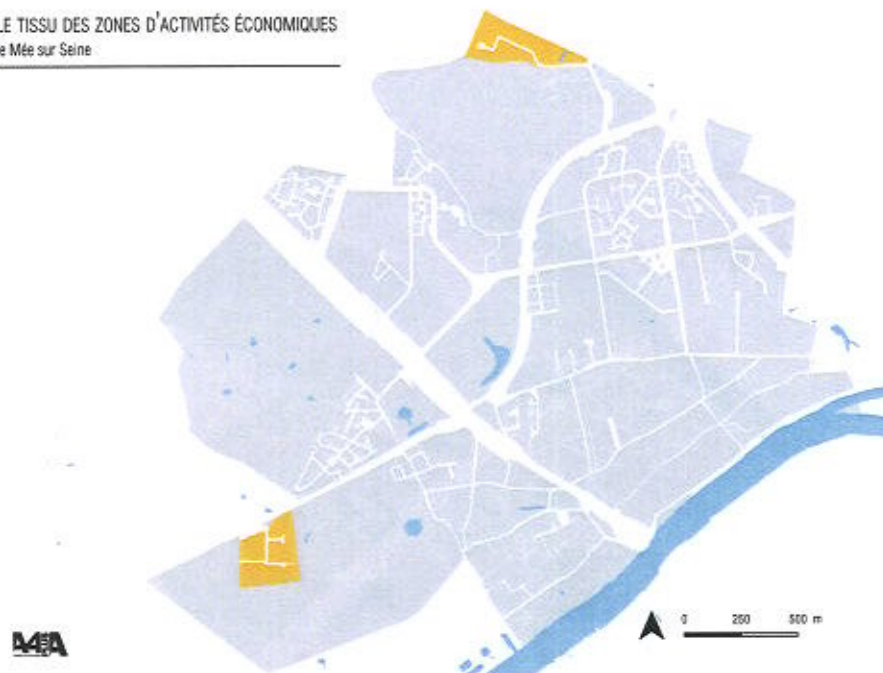 LE TISSU DES ZONES D'ACTIVITÉS ÉCONOMIQUES
e Mée sur Seine
0 250 500 m